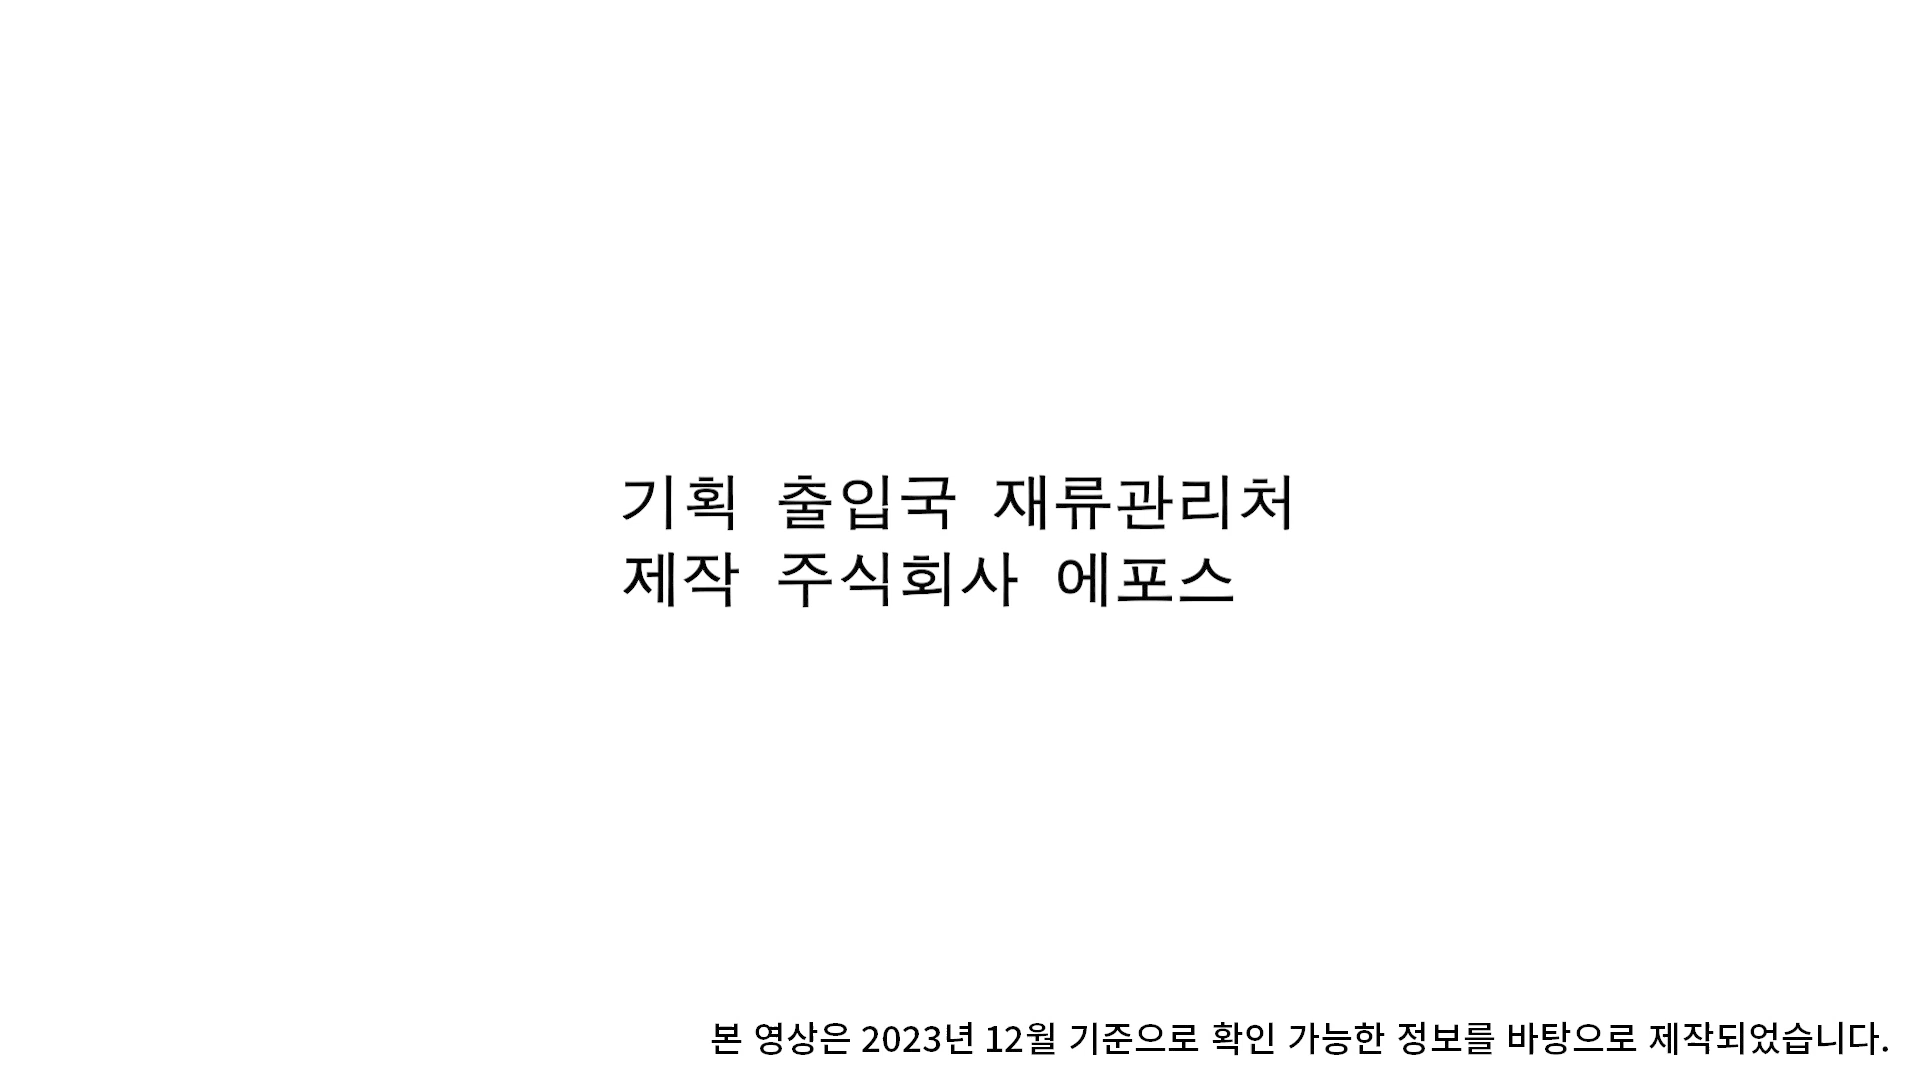 기획 출입국 재류관리처
제작 주식회사 에포스
본 영상은 2023년 12월 기준으로 확인 가능한 정보를 바탕으로 제작되었습니다.